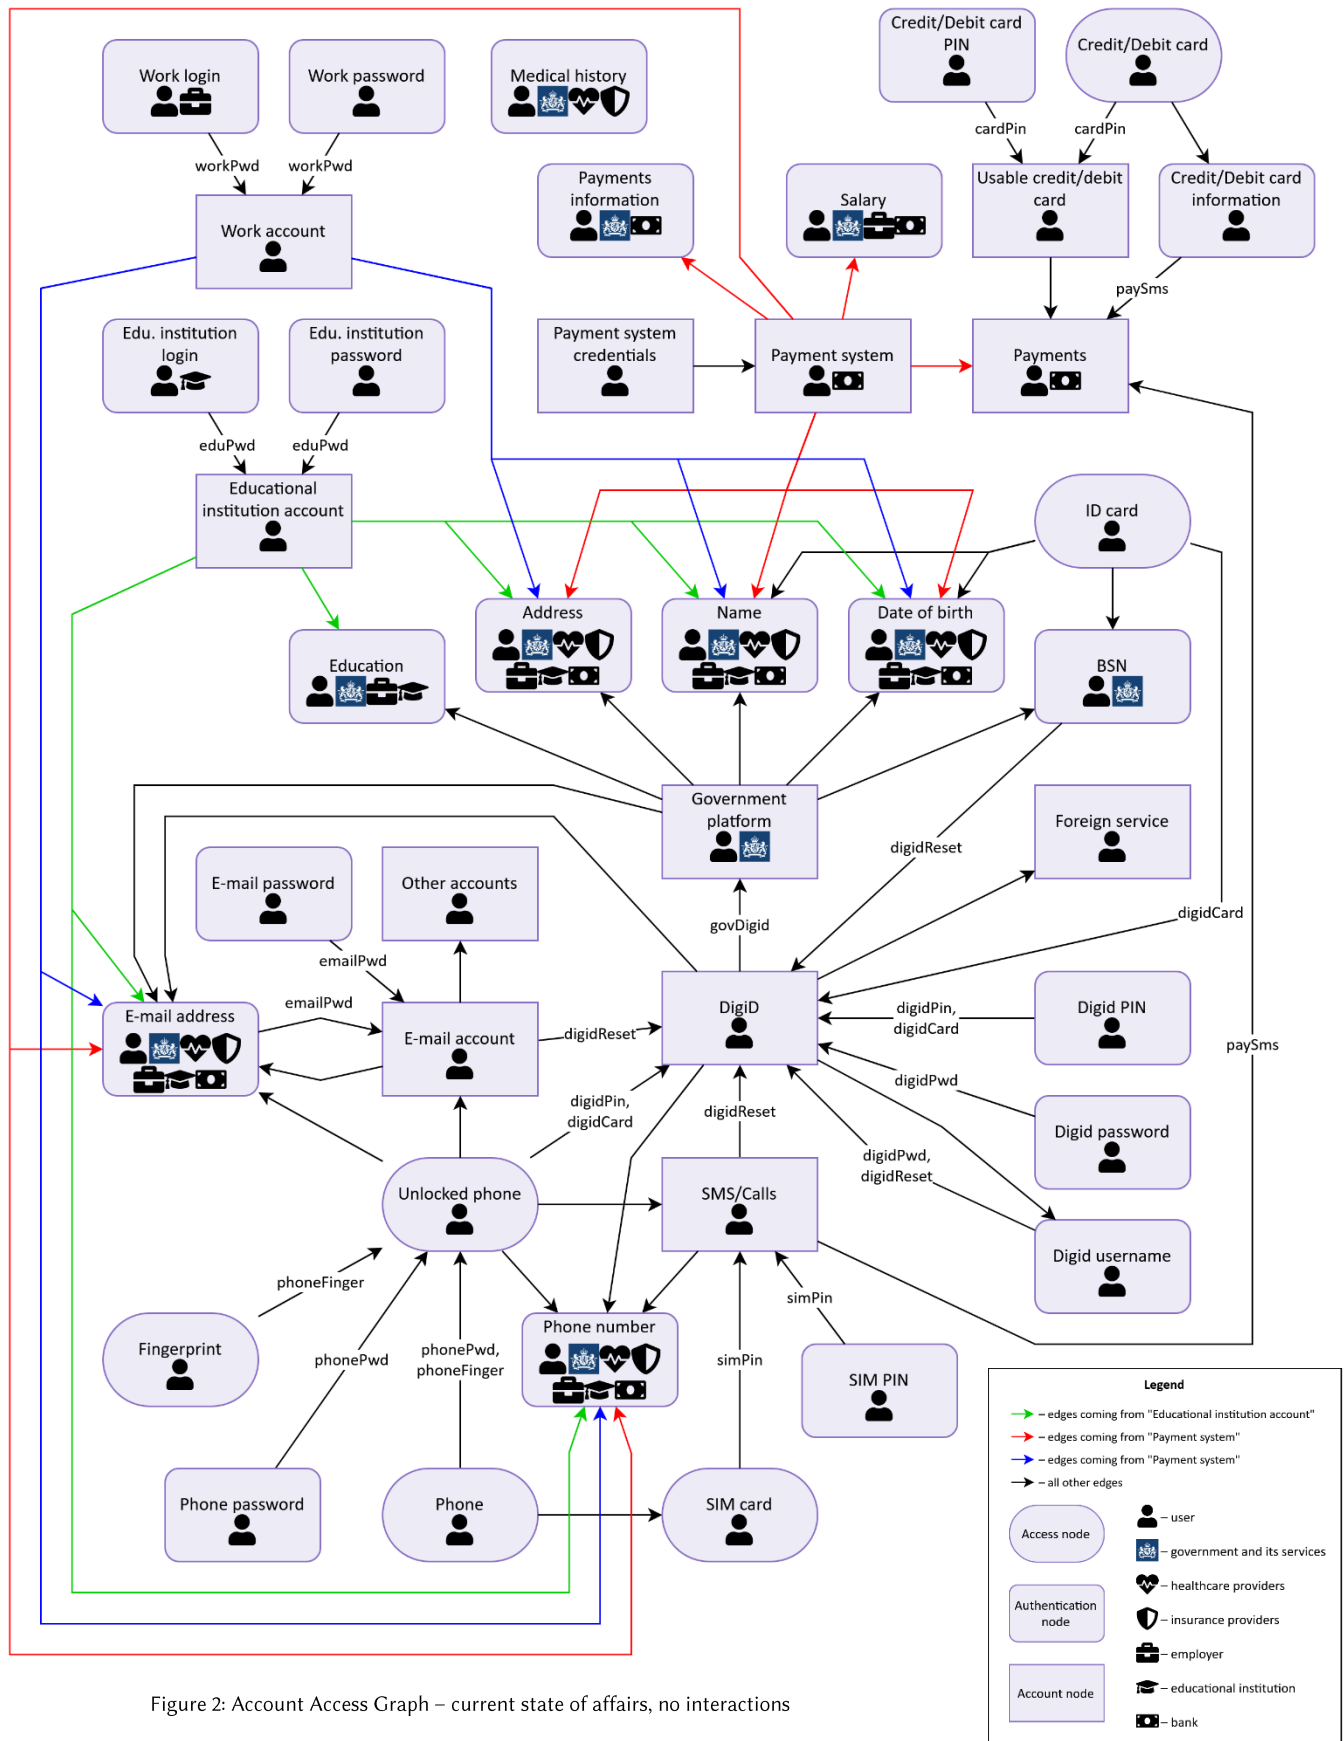 Credit/Debit card
PIN
Credit/Debit card
Work login
Work password
Medical history
cardPin
cardPin
workPwd
workPwd
Payments
information
Salary
Usable credit/debit
card
Credit/Debit card
information
Work account
paySms
Edu. institution
login
Edu. institution
password
Payment system
credentials
Payment system
Payments
eduPwd
eduPwd
Educational
institution account
ID card
Address
Name
Date of birth
Education
BSN
Government
platform
Foreign service
digidReset
E-mail password
Other accounts
digidCard
govDigid
emailPwd
emailPwd
E-mail address
E-mail account
digidReset
DigiD
digidPin,
digidCard
Digid PIN
paySms
digidPwd
digidPin,
digidCard
digidReset
Digid password
digidPwd,
digidReset
Unlocked phone
SMS/Calls
Digid username
phoneFinger
simPin
Phone number
Fingerprint
phonePwd
phonePwd,
phoneFinger
simPin
SIM PIN
Phone password
Phone
SIM card
Legend
– edges coming from "Educational institution account"
– edges coming from "Payment system"
– edges coming from "Payment system"
– all other edges
Access node
– user
– government and its services
– healthcare providers
Authentication
node
– insurance providers
– employer
Account node
– educational institution
– bank
Figure 2: Account Access Graph – current state of affairs, no interactions